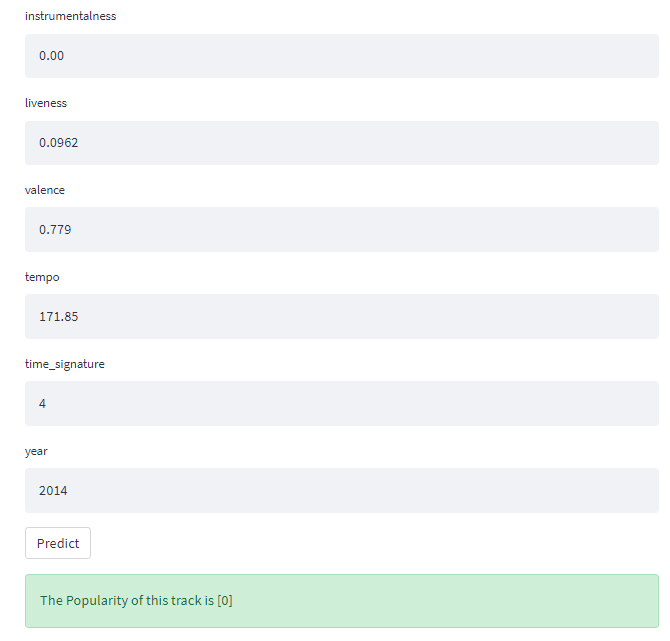 instrumentalness
0.00
liveness
0.0962
valence
0.779
tempo
171.85
time_signature
4
year
2014
Predict
The Popularity of this track is [0]